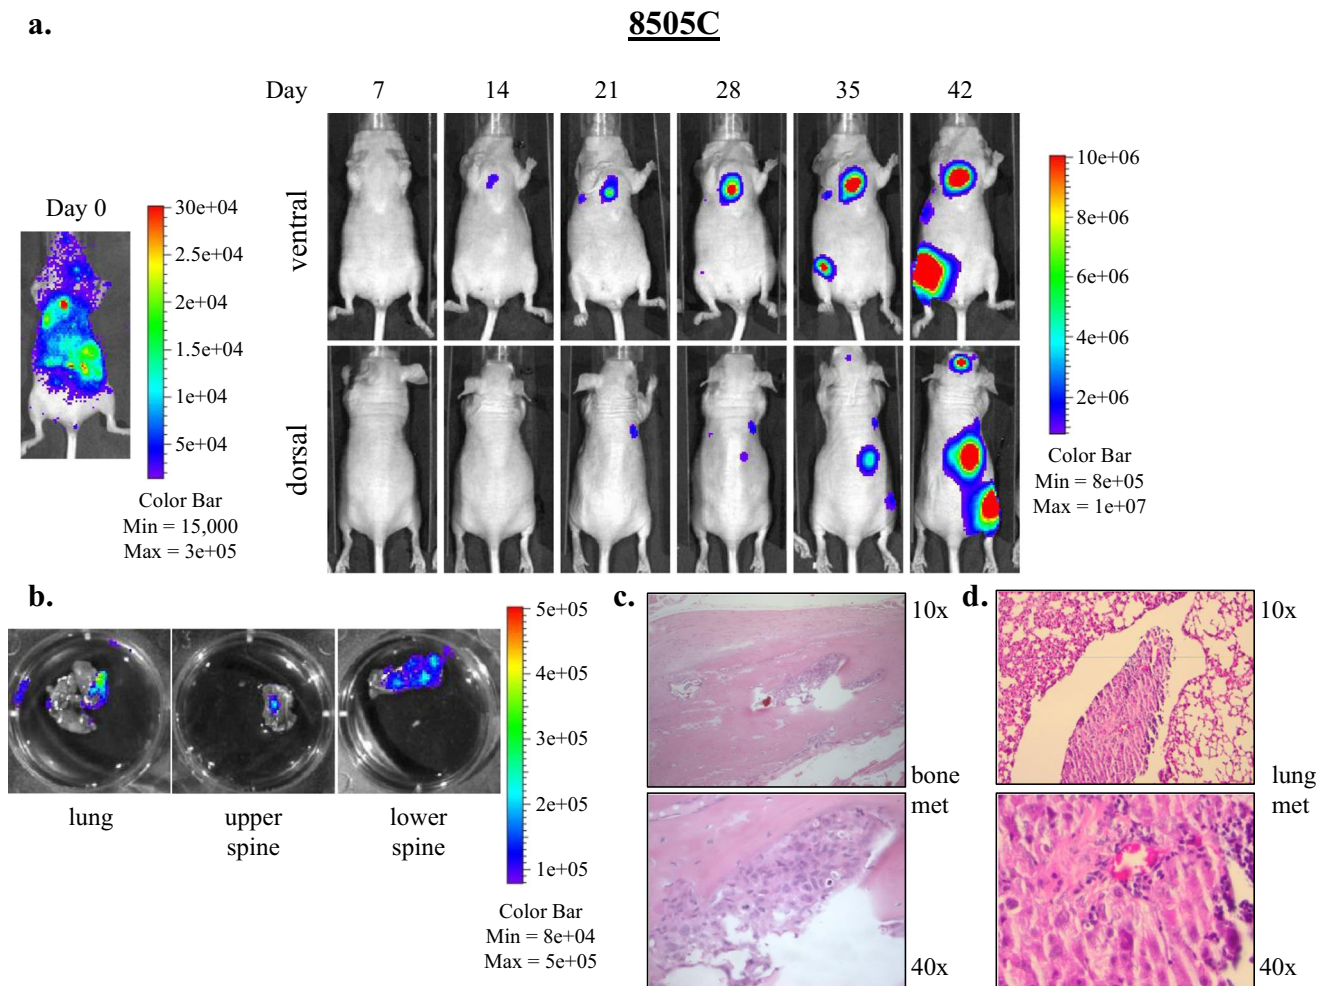 a.
8505C
Day 7 14 21 28 35 42
Day 0
30e+04
25e+04
2e+04
1.5e+04
1e+04
5e+04
Color Bar
Min = 15,000
Max = 3e+05
ventral
dorsal
10e+06
8e+06
6e+06
4e+06
2e+06
Color Bar
Min = 8e+05
Max = 1e+07
b.
lung
upper
spine
lower
spine
5e+05
4e+05
3e+05
2e+05
1e+05
Color Bar
Min = 8e+04
Max = 5e+05
c.
10x
bone
met
40x
d.
10x
lung
met
40x